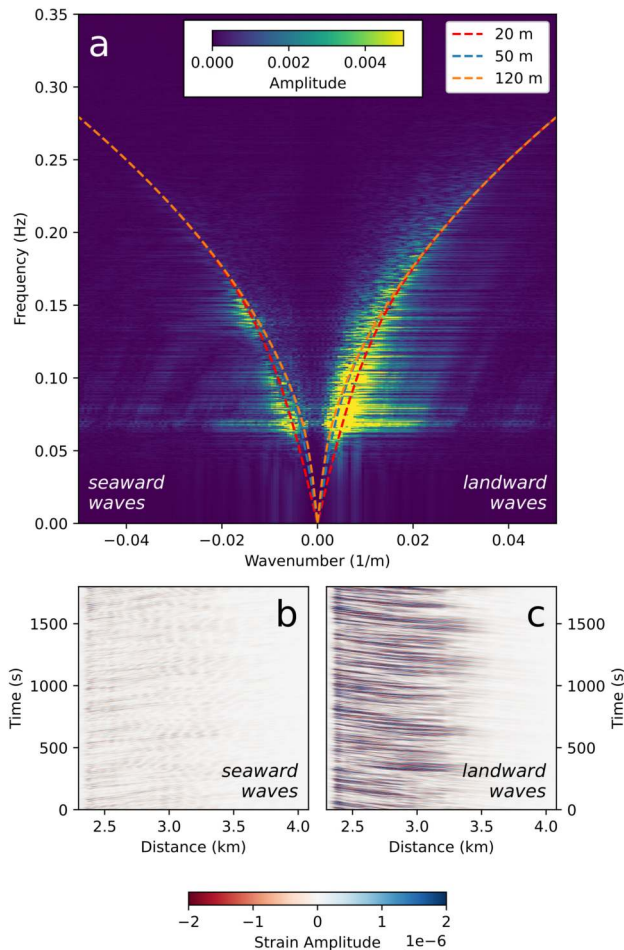 0.35
a
0.000 0.002 0.004
Amplitude
20 m
50 m
120 m
0.30
0.25
0.20
0.15
0.10
0.05
0.00
Frequency (Hz)
seaward
waves
landward
waves
−0.04 −0.02 0.00 0.02 0.04
Wavenumber (1/m)
b
c
1500
1000
500
0
Time (s)
seaward
waves
landward
waves
1500
1000
500
0
Time (s)
2.5 3.0 3.5 4.0
Distance (km)
2.5 3.0 3.5 4.0
Distance (km)
−2 −1 0 1 2
1e−6
Strain Amplitude